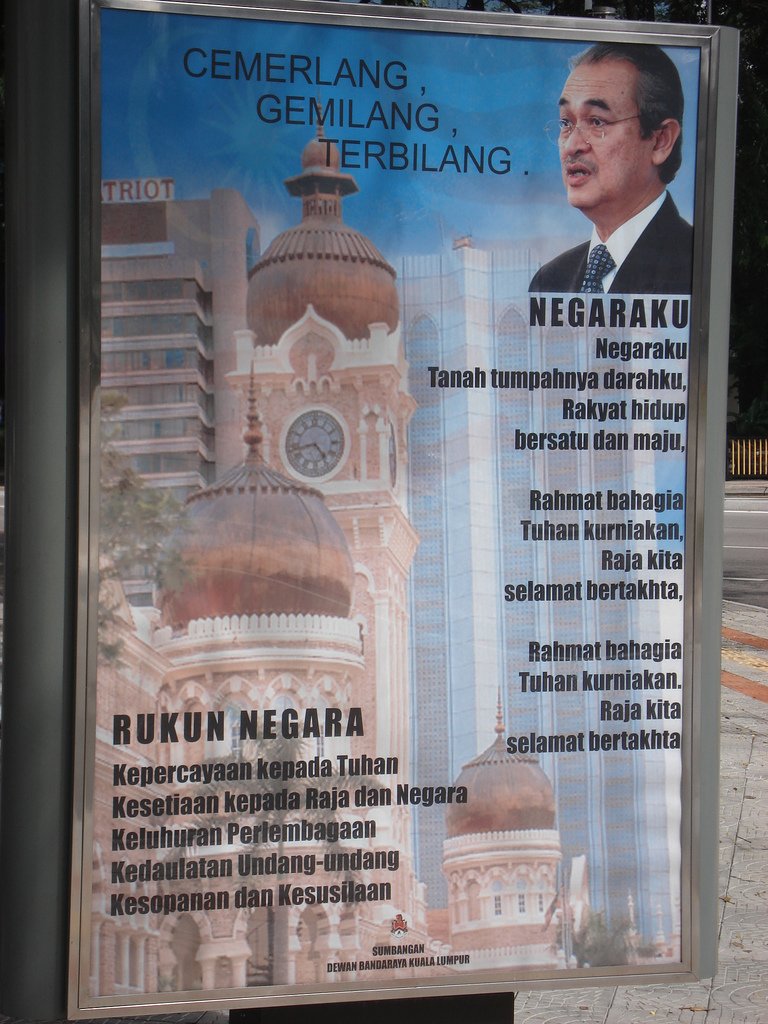 CEMERLANG ,
GEMILANG ,
TERBILANG .
TRIOT
NEGARAKU
Negaraku
Tanah tumpahnya darahku,
Rakyat hidup
bersatu dan maju,
Rahmat bahagia
Tuhan kurniakan,
Raja kita
selamat bertakhta,
Rahmat bahagia
Tuhan kurniakan.
Raja kita
selamat bertakhta
RUKUN NEGARA
Kepercayaan kepada Tuhan
Kesetiaan kepada Raja dan Negara
Keluhuran Perlembagaan
Kedaulatan Undang-undang
Kesopanan dan Kesusilaan
SUMBANGAN
DEWAN BANDARAYA KUALA LUMPUR